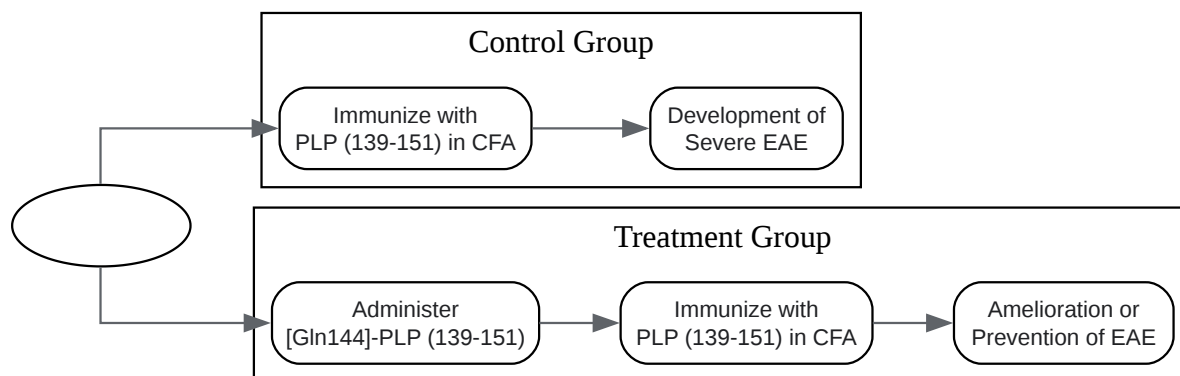 Control Group
Immunize with
PLP (139-151) in CFA
Development of
Severe EAE
Treatment Group
Administer
[Gln144]-PLP (139-151)
Immunize with
PLP (139-151) in CFA
Amelioration or
Prevention of EAE